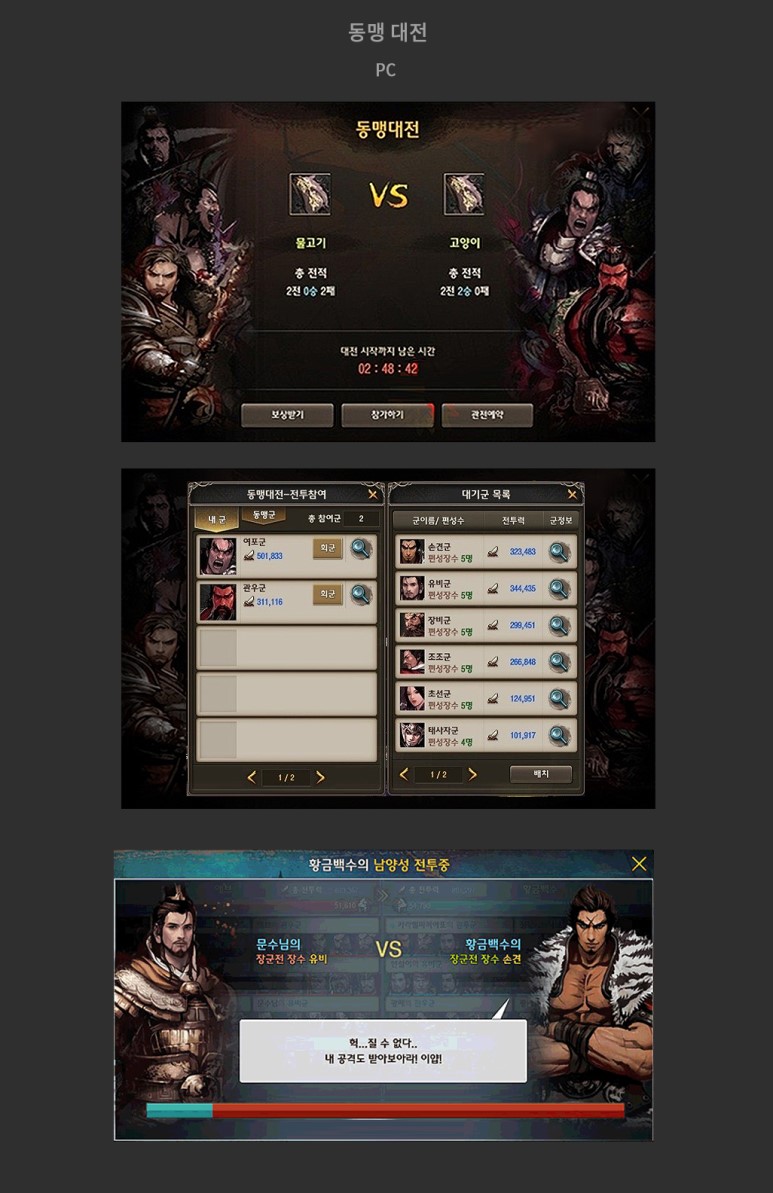 동맹 대전
PC
동맹대전
VS
물고기
고양이
총 전적
총 전적
2전 0승 2패
2전 2승 0패
대전 시작까지 남은 시간
02 : 48 : 42
보상받기
참가하기
관전예약
동맹대전-전투참여
대기군 목록
내 군
동맹군
총 참여군
2
군이름/ 편성수
전투력
군정보
여포군
501,833
회군
관우군
311,116
회군
1 / 2
손견군
편성장수 5명
323,483
유비군
편성장수 5명
344,435
장비군
편성장수 5명
299,451
조조군
편성장수 5명
266,848
초선군
편성장수 5명
124,951
태사자군
편성장수 4명
101,917
1 / 2
배치
황금백수의 남양성 전투중
문수님의
장군전 장수 유비
VS
황금백수의
장군전 장수 손견
헉...질 수 없다..
내 공격도 받아보아라! 이얍!